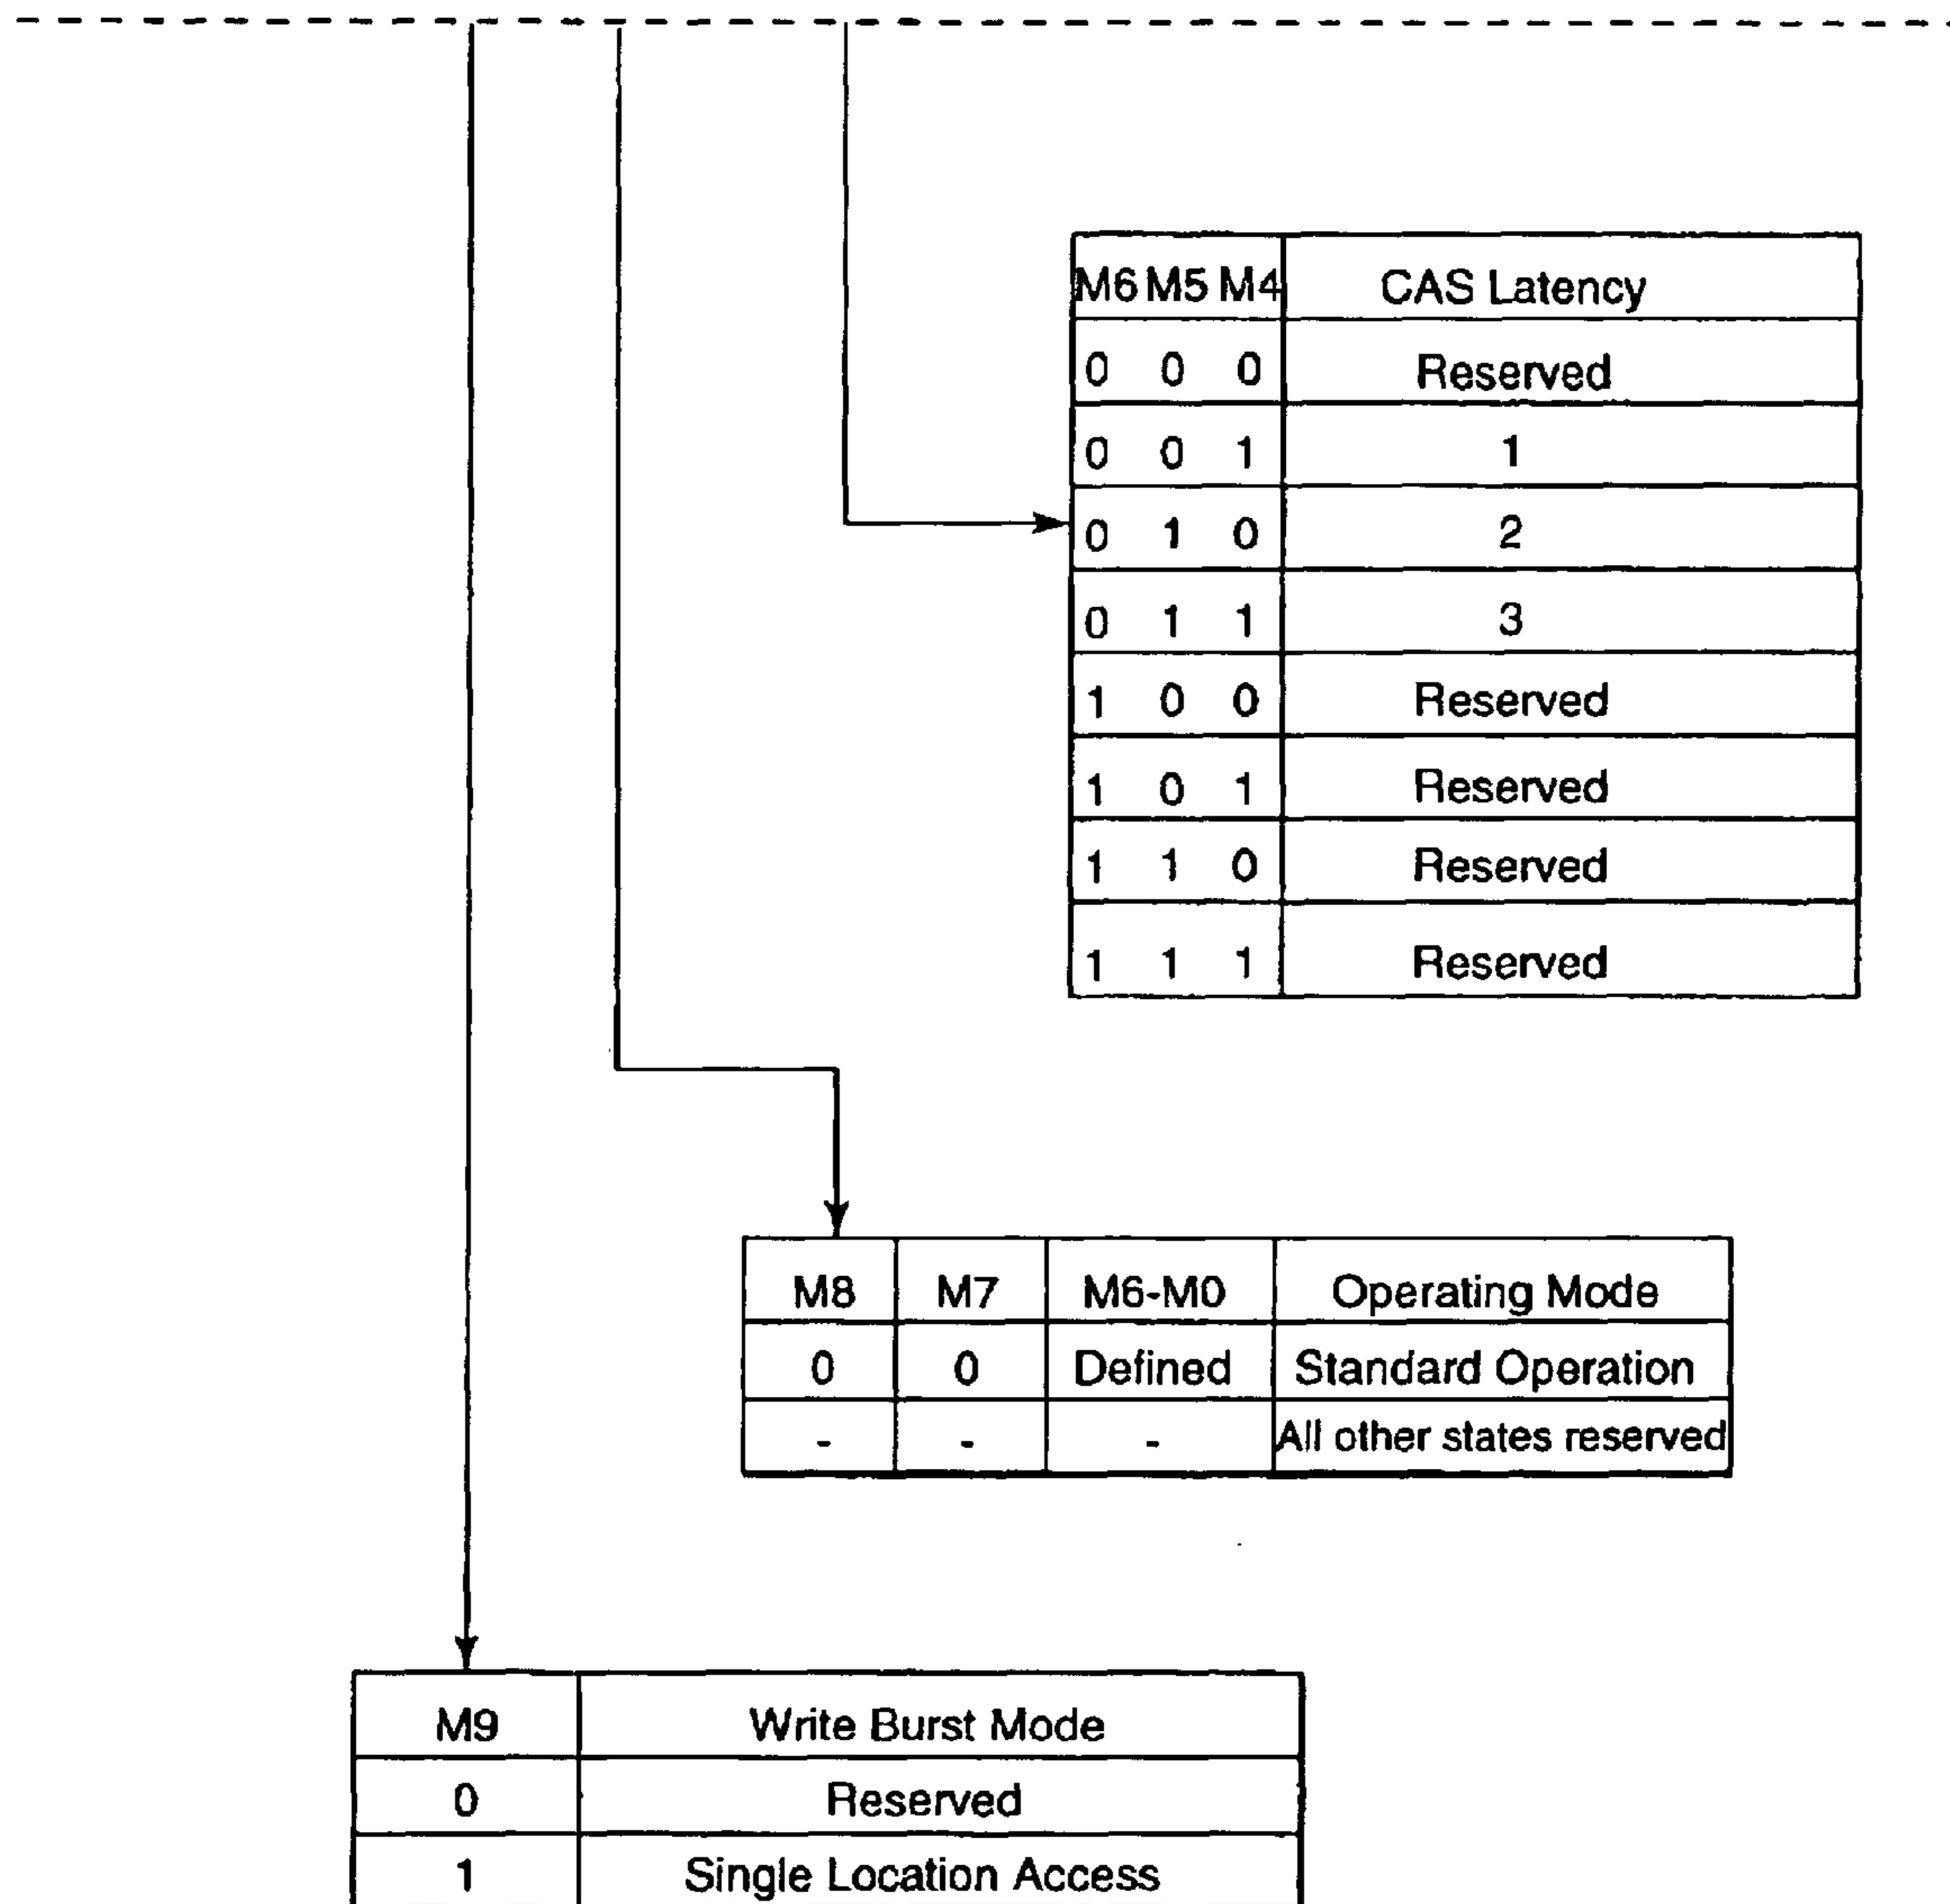 M6 M5 M4 CAS Latency
0 0 0 Reserved
0 0 1 1
0 1 0 2
0 1 1 3
1 0 0 Reserved
1 0 1 Reserved
1 1 0 Reserved
1 1 1 Reserved
M8 M7 M6-M0 Operating Mode
0 0 Defined Standard Operation
- - - All other states reserved
M9 Write Burst Mode
0 Reserved
1 Single Location Access